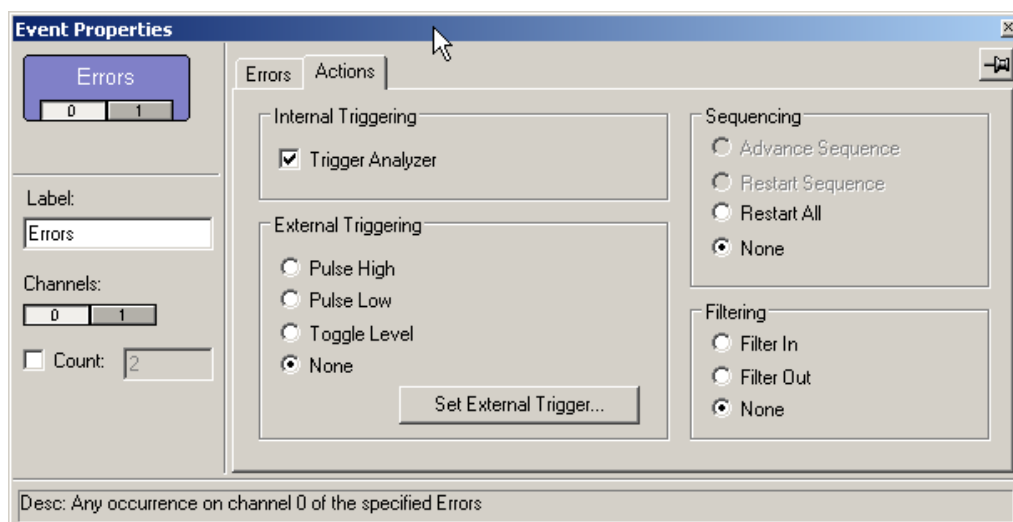 Event Properties
Errors
0 1
Label:
Errors
Channels:
0 1
Count: 2
Errors Actions
Internal Triggering
Trigger Analyzer
External Triggering
Pulse High
Pulse Low
Toggle Level
None
Set External Trigger...
Sequencing
Advance Sequence
Restart Sequence
Restart All
None
Filtering
Filter In
Filter Out
None
Desc: Any occurrence on channel 0 of the specified Errors